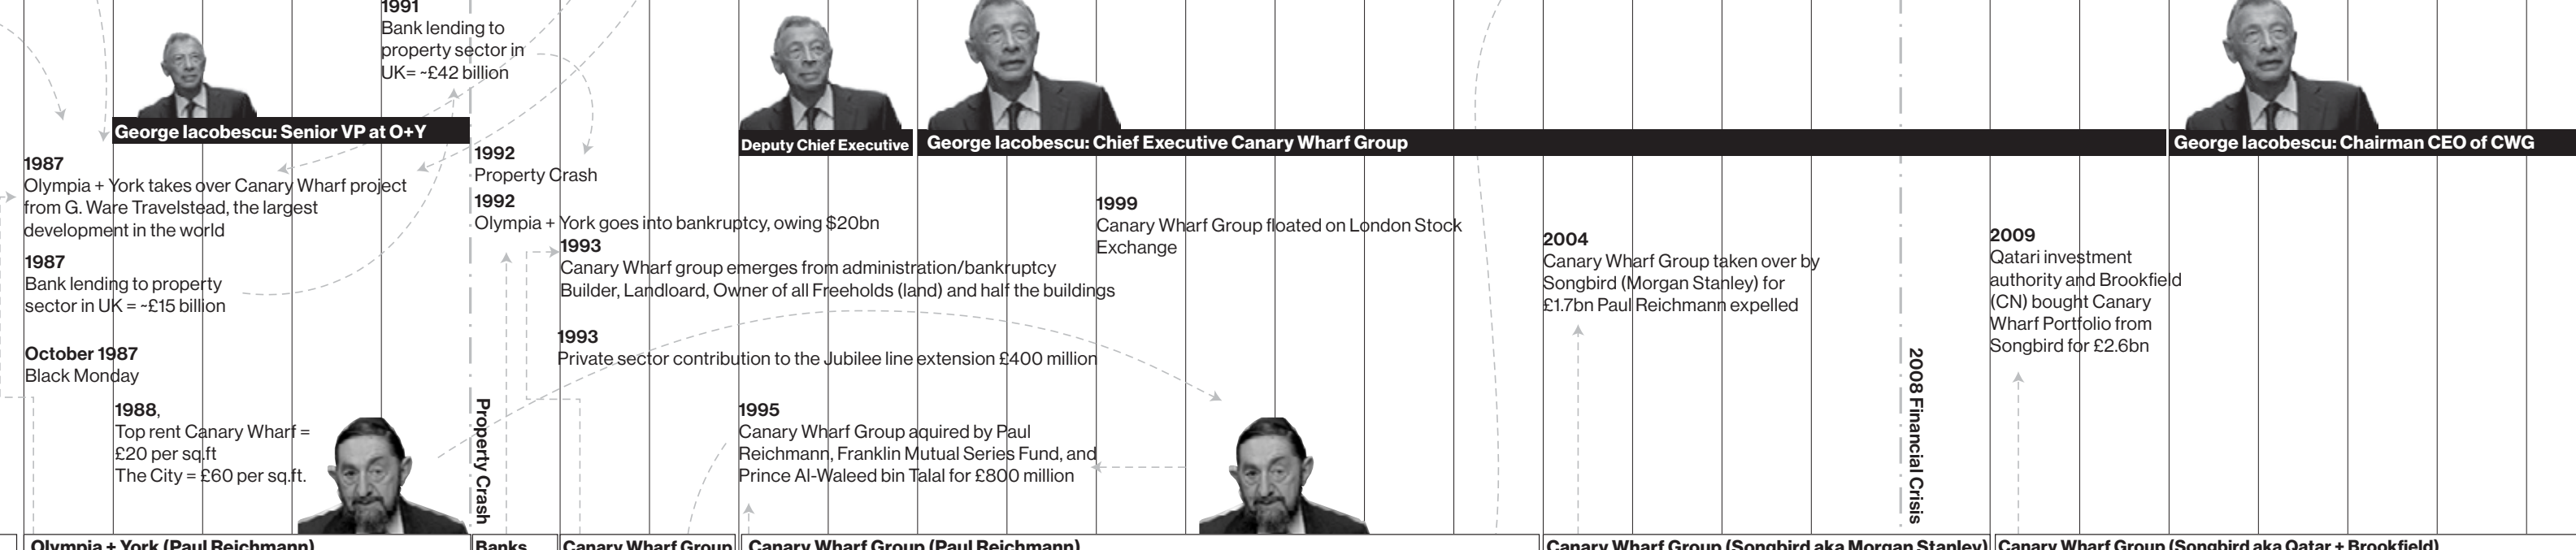 1991
Bank lending to
property sector in
UK= ~£42 billion
George Iacobescu: Senior VP at O+Y
Deputy Chief Executive
George Iacobescu: Chief Executive Canary Wharf Group
George Iacobescu: Chairman CEO of CWG
1987
Olympia + York takes over Canary Wharf project
from G. Ware Travelstead, the largest
development in the world
1987
Bank lending to property
sector in UK = ~£15 billion
October 1987
Black Monday
1988,
Top rent Canary Wharf =
£20 per sq.ft
The City = £60 per sq.ft.
Property Crash
1992
Property Crash
1992
Olympia + York goes into bankruptcy, owing $20bn
1993
Canary Wharf group emerges from administration/bankruptcy
Builder, Landloard, Owner of all Freeholds (land) and half the buildings
1993
Private sector contribution to the Jubilee line extension £400 million
1995
Canary Wharf Group aquired by Paul
Reichmann, Franklin Mutual Series Fund, and
Prince Al-Waleed bin Talal for £800 million
1999
Canary Wharf Group floated on London Stock
Exchange
2004
Canary Wharf Group taken over by
Songbird (Morgan Stanley) for
£1.7bn Paul Reichmann expelled
2008 Financial Crisis
2009
Qatari investment
authority and Brookfield
(CN) bought Canary
Wharf Portfolio from
Songbird for £2.6bn
Olympia + York (Paul Reichmann)
Banks
Canary Wharf Group
Canary Wharf Group (Paul Reichmann)
Canary Wharf Group (Songbird aka Morgan Stanley)
Canary Wharf Group (Songbird aka Qatar + Brookfield)